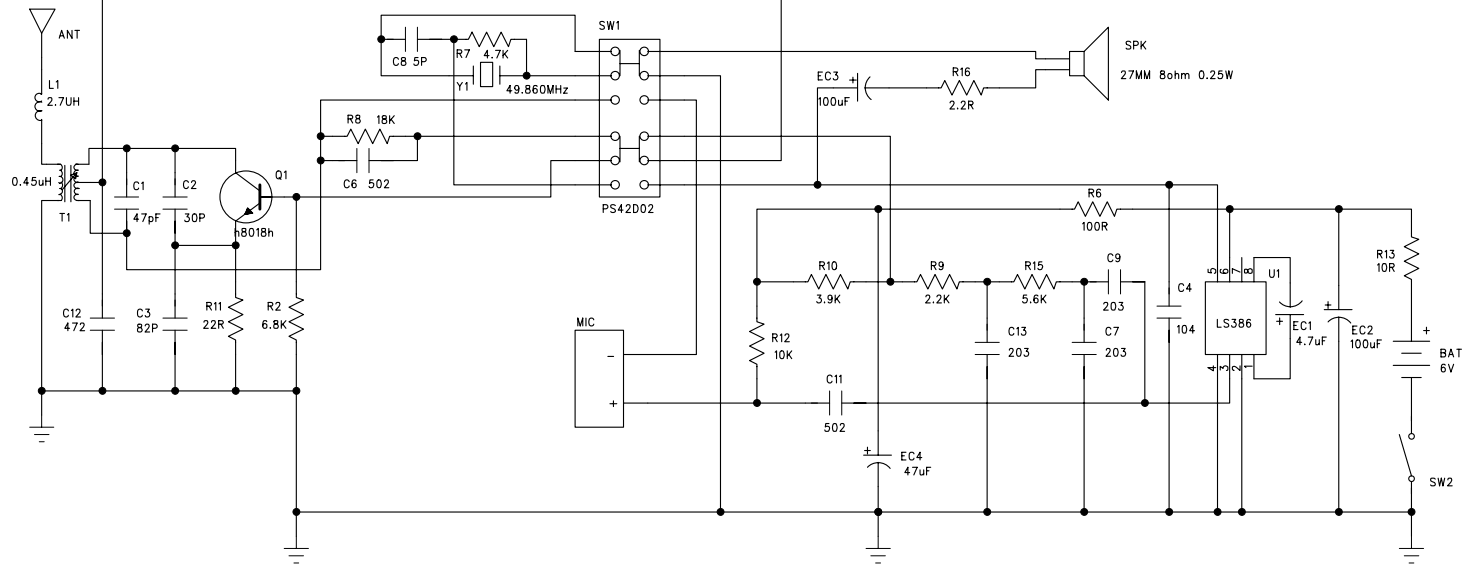 ANT
L1
2.7UH
0.45uH
T1
C1
47pF
C2
30P
Q1
h8018h
C12
472
C3
82P
R11
22R
R2
6.8K
C8 5P
R7
4.7K
Y1
49.860MHz
R8 18K
C6 502
SW1
PS42D02
MIC
–
+
EC3
+
100uF
R16
2.2R
SPK
27MM 8ohm 0.25W
R6
100R
R10
3.9K
R9
2.2K
R15
5.6K
C9
203
R12
10K
C13
203
C7
203
C4
104
C11
502
+
EC4
47uF
5
6
7
8
U1
LS386
4
3
2
1
+
EC1
4.7uF
+
EC2
100uF
R13
10R
+
BAT
6V
SW2